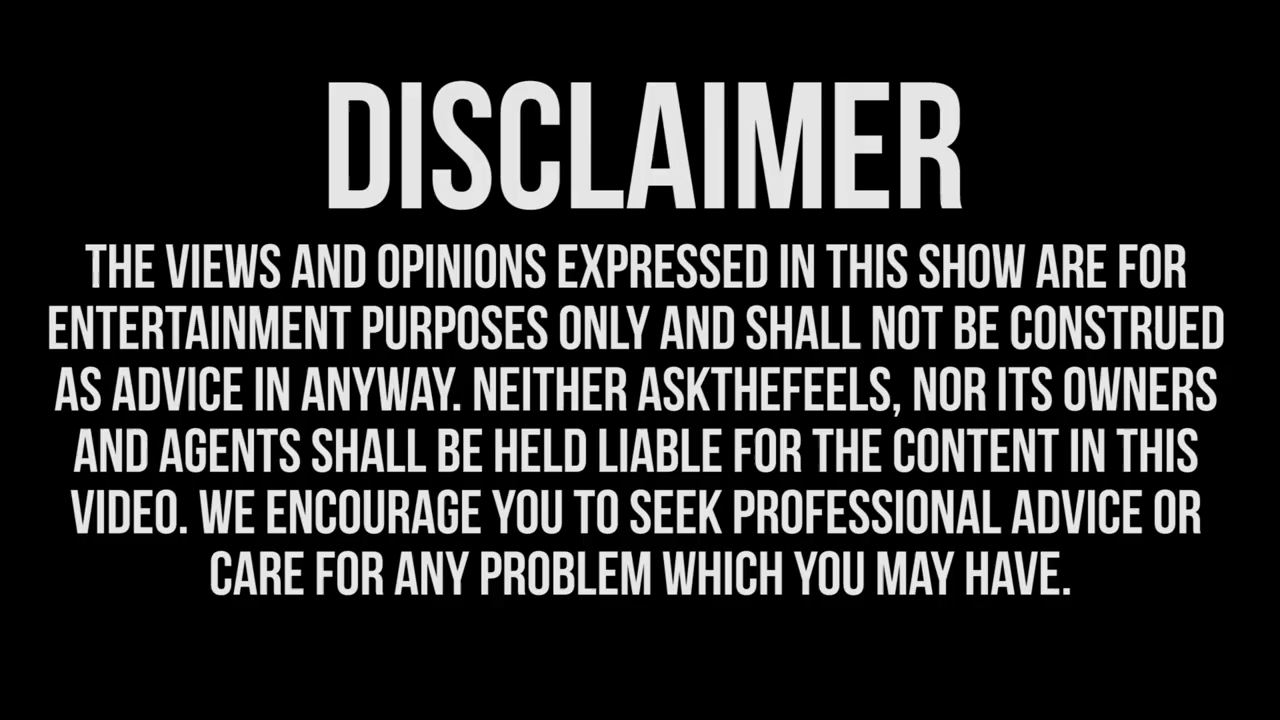 DISCLAIMER
THE VIEWS AND OPINIONS EXPRESSED IN THIS SHOW ARE FOR
ENTERTAINMENT PURPOSES ONLY AND SHALL NOT BE CONSTRUED
AS ADVICE IN ANYWAY. NEITHER ASKTHEFEELS, NOR ITS OWNERS
AND AGENTS SHALL BE HELD LIABLE FOR THE CONTENT IN THIS
VIDEO. WE ENCOURAGE YOU TO SEEK PROFESSIONAL ADVICE OR
CARE FOR ANY PROBLEM WHICH YOU MAY HAVE.